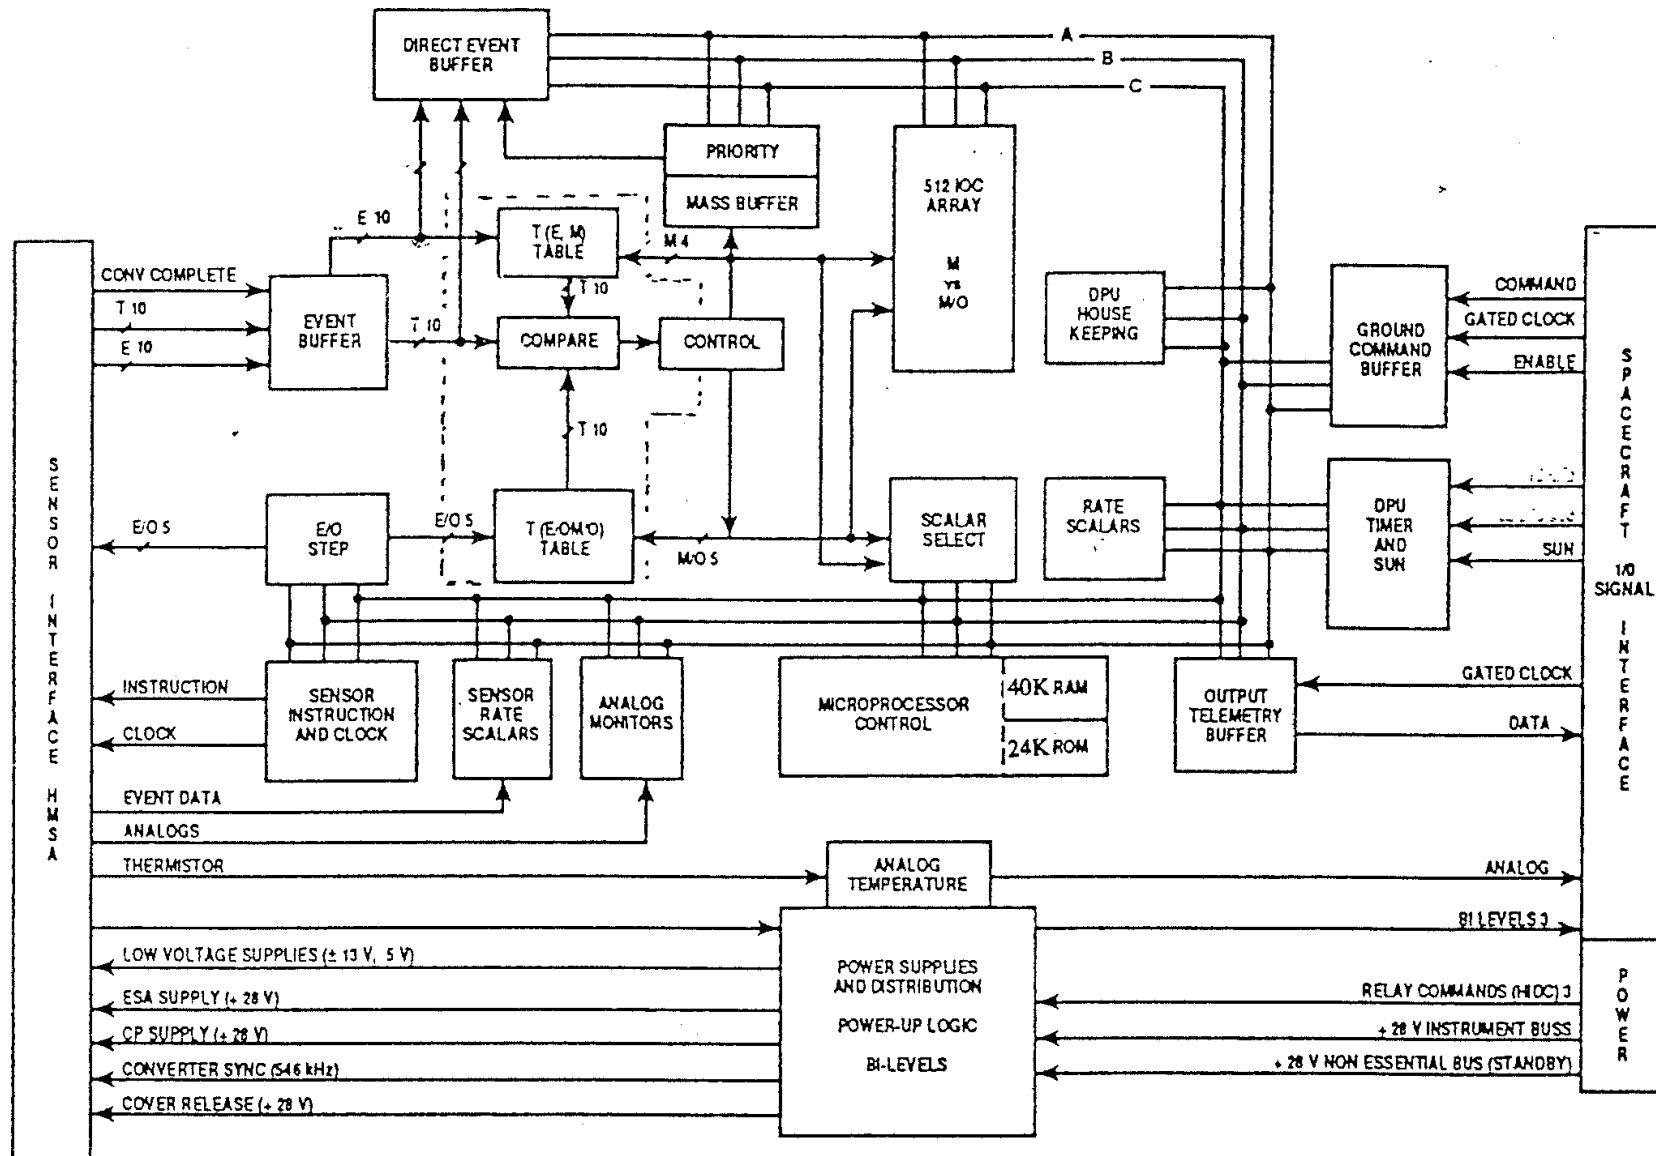 DIRECT EVENT
BUFFER
A
B
C
PRIORITY
MASS BUFFER
512 IOC
ARRAY
M
vs
M/O
E 10
T (E, M)
TABLE
M 4
T 10
CONV COMPLETE
T 10
E 10
EVENT
BUFFER
T 10
COMPARE
CONTROL
T 10
DPU
HOUSE
KEEPING
GROUND
COMMAND
BUFFER
COMMAND
GATED CLOCK
ENABLE
SENSOR INTERFACE HMSA
SPACECRAFT I/O
SIGNAL
INTERFACE
E/O 5
E/O
STEP
E/O 5
T (E/OM/O)
TABLE
M/O 5
SCALAR
SELECT
RATE
SCALARS
DPU
TIMER
AND
SUN
SUN
INSTRUCTION
CLOCK
SENSOR
INSTRUCTION
AND CLOCK
SENSOR
RATE
SCALARS
ANALOG
MONITORS
MICROPROCESSOR
CONTROL
40K RAM
24K ROM
OUTPUT
TELEMETRY
BUFFER
GATED CLOCK
DATA
EVENT DATA
ANALOGS
THERMISTOR
ANALOG
TEMPERATURE
ANALOG
BI LEVELS 3
LOW VOLTAGE SUPPLIES (± 13 V, 5 V)
ESA SUPPLY (+ 28 V)
CP SUPPLY (+ 28 V)
CONVERTER SYNC (546 kHz)
COVER RELEASE (+ 28 V)
POWER SUPPLIES
AND DISTRIBUTION
POWER-UP LOGIC
BI-LEVELS
RELAY COMMANDS (HIDC) 3
+ 28 V INSTRUMENT BUSS
+ 28 V NON ESSENTIAL BUS (STANDBY)
POWER